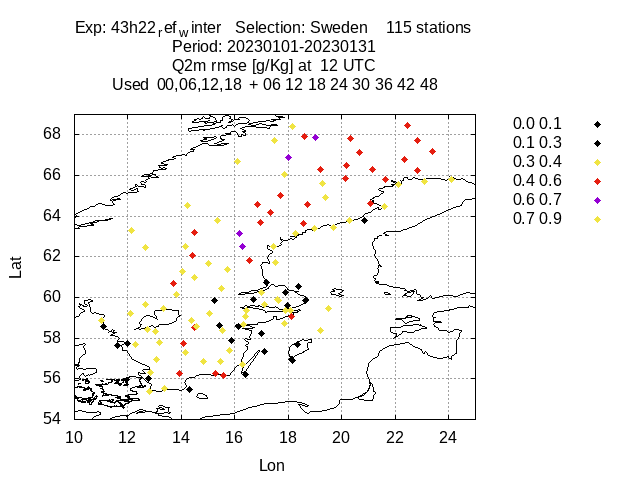 Exp: 43h22refwinter Selection: Sweden 115 stations
Period: 20230101-20230131
Q2m rmse [g/Kg] at 12 UTC
Used 00,06,12,18 + 06 12 18 24 30 36 42 48
68
66
64
62
60
58
56
54
10 12 14 16 18 20 22 24
Lat
Lon
0.0 0.1
0.1 0.3
0.3 0.4
0.4 0.6
0.6 0.7
0.7 0.9